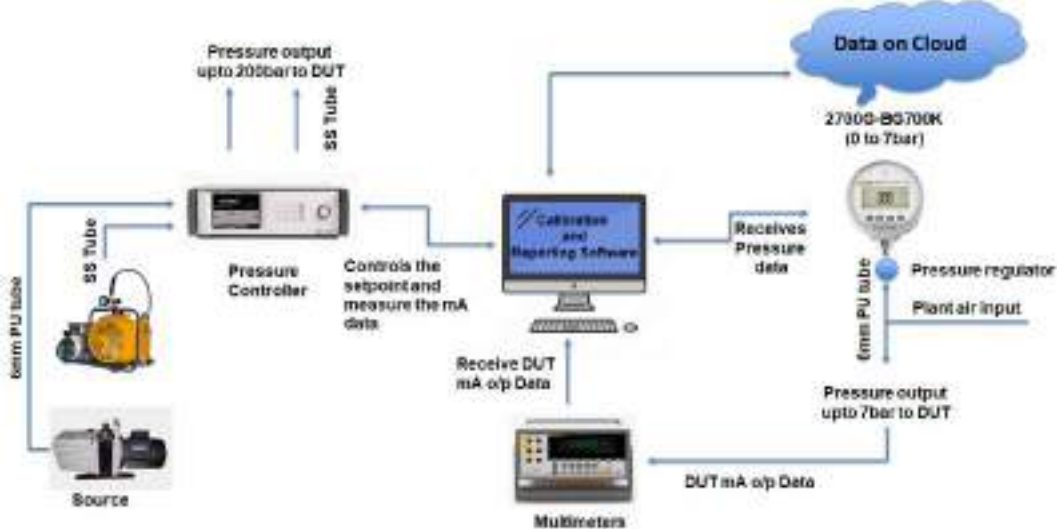 Pressure output
upto 200bar to DUT
SS Tube
Data on Cloud
2700G-BG700K
(0 to 7bar)
6mm PU tube
SS Tube
Pressure
Controller
Controls the
setpoint and
measure the mA
data
Calibration
and
Reporting Software
Receives
Pressure
data
Pressure regulator
6mm PU tube
Plant air input
Receive DUT
mA o/p Data
Pressure output
upto 7bar to DUT
Source
Multimeters
DUT mA o/p Data